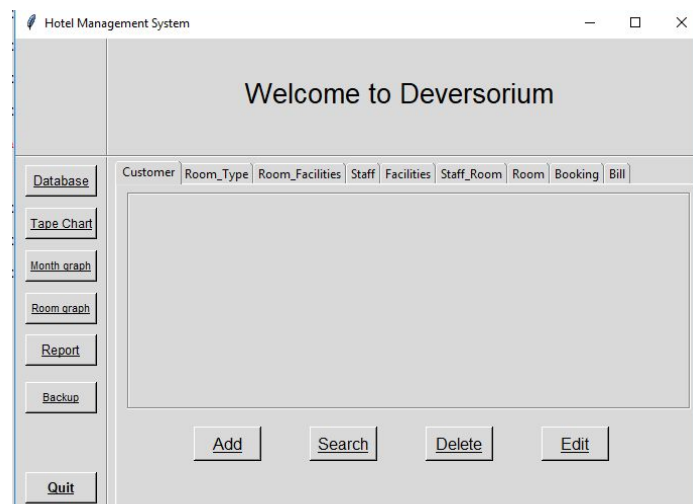 Hotel Management System
Welcome to Deversorium
Database
Tape Chart
Month graph
Room graph
Report
Backup
Quit
Customer Room_Type Room_Facilities Staff Facilities Staff_Room Room Booking Bill
Add Search Delete Edit